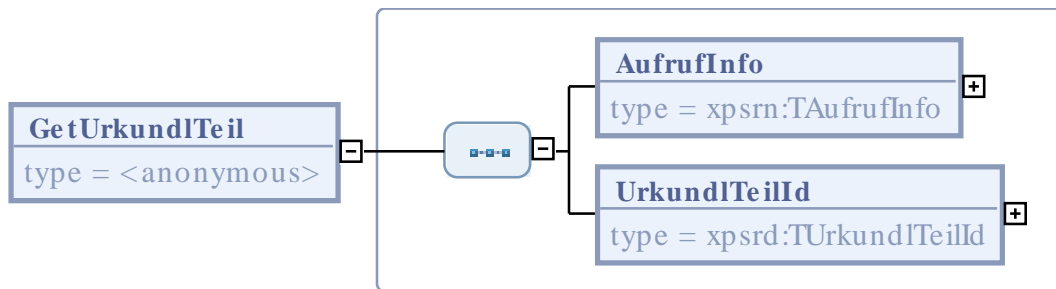 AufrufInfo
type = xpsrn:TAufrufInfo
GetUrkundlTeil
type = <anonymous>
UrkundlTeilId
type = xpsrd:TUrkundlTeilId